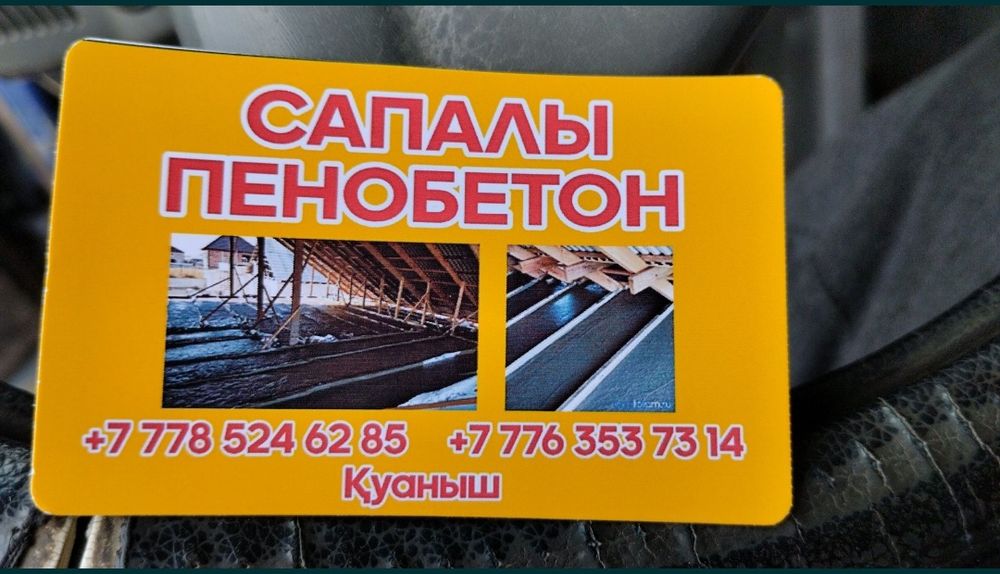 САПАЛЫ
ПЕНОБЕТОН
+7 778 524 62 85 +7 776 353 73 14
Қуаныш